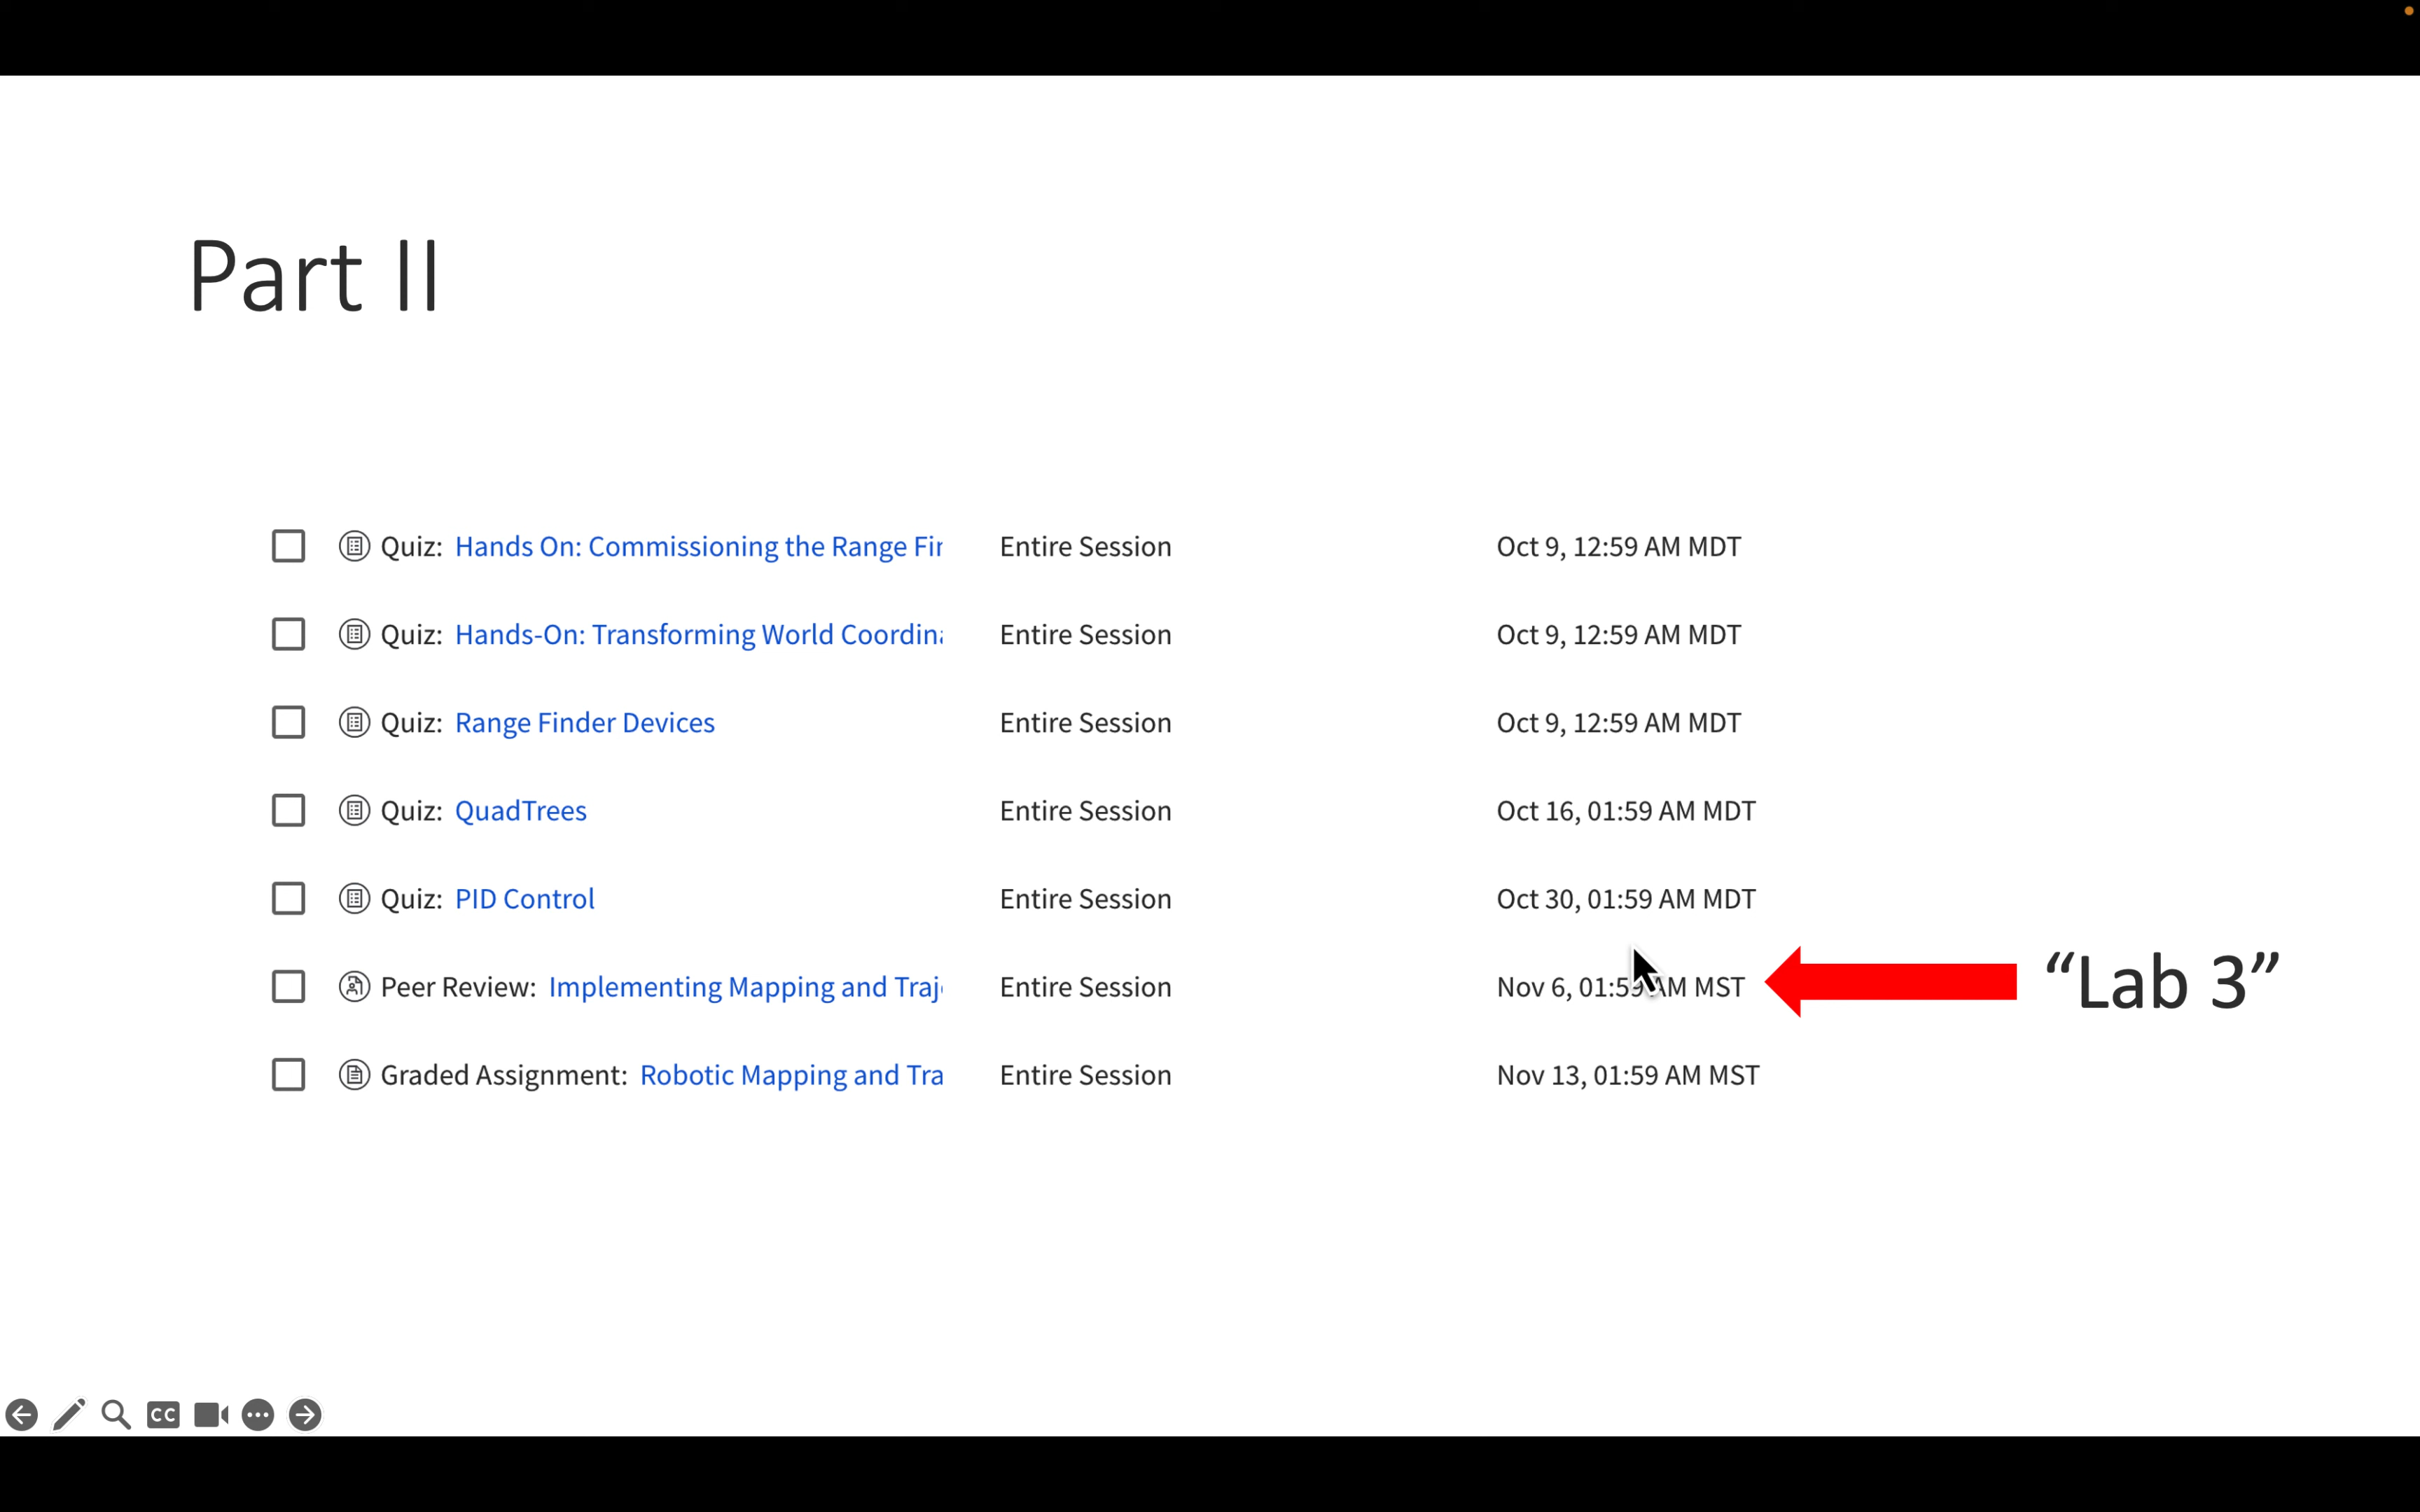 Part II
Quiz: Hands On: Commissioning the Range Fin Entire Session Oct 9, 12:59 AM MDT
Quiz: Hands-On: Transforming World Coordina Entire Session Oct 9, 12:59 AM MDT
Quiz: Range Finder Devices Entire Session Oct 9, 12:59 AM MDT
Quiz: QuadTrees Entire Session Oct 16, 01:59 AM MDT
Quiz: PID Control Entire Session Oct 30, 01:59 AM MDT
Peer Review: Implementing Mapping and Traj Entire Session Nov 6, 01:59 AM MST “Lab 3”
Graded Assignment: Robotic Mapping and Tra Entire Session Nov 13, 01:59 AM MST
CC